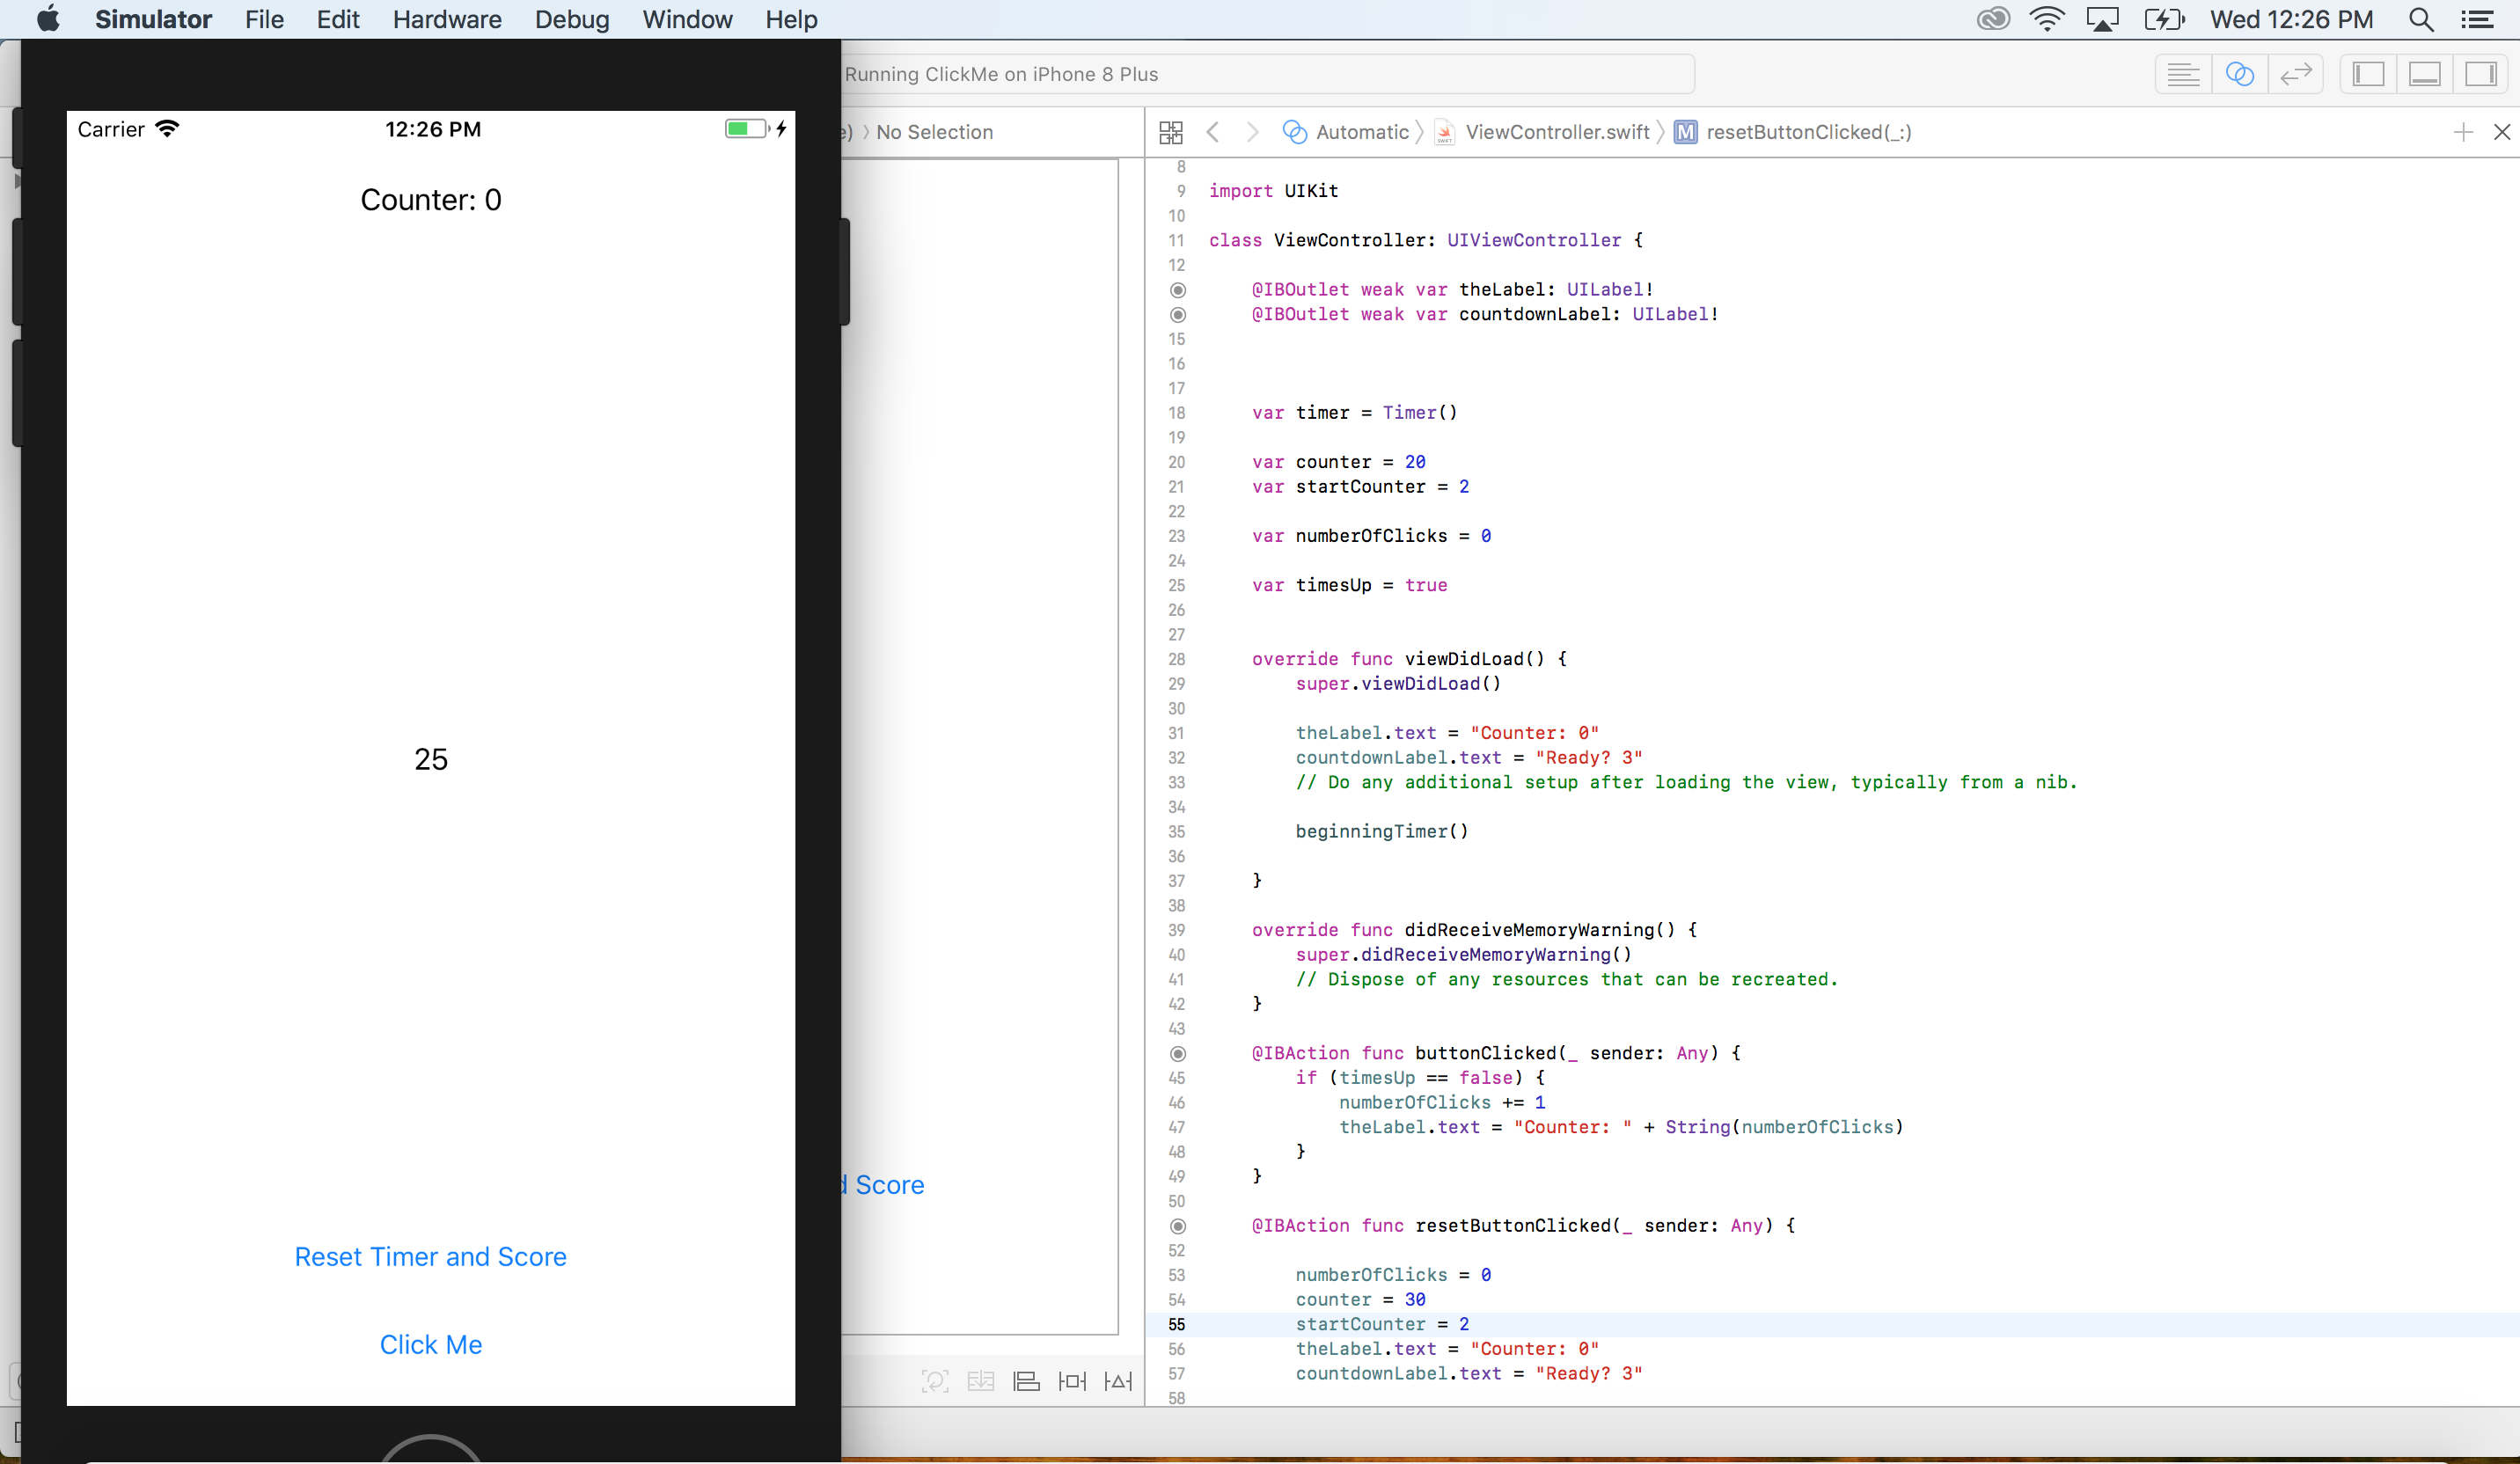 Simulator File Edit Hardware Debug Window Help Wed 12:26 PM
Running ClickMe on iPhone 8 Plus
Carrier 12:26 PM
Counter: 0
25
Reset Timer and Score
Click Me
e) No Selection
d Score
Automatic ViewController.swift M resetButtonClicked(_:)
8
9 import UIKit
10
11 class ViewController: UIViewController {
12
@IBOutlet weak var theLabel: UILabel!
@IBOutlet weak var countdownLabel: UILabel!
15
16
17
18 var timer = Timer()
19
20 var counter = 20
21 var startCounter = 2
22
23 var numberOfClicks = 0
24
25 var timesUp = true
26
27
28 override func viewDidLoad() {
29 super.viewDidLoad()
30
31 theLabel.text = "Counter: 0"
32 countdownLabel.text = "Ready? 3"
33 // Do any additional setup after loading the view, typically from a nib.
34
35 beginningTimer()
36
37 }
38
39 override func didReceiveMemoryWarning() {
40 super.didReceiveMemoryWarning()
41 // Dispose of any resources that can be recreated.
42 }
43
@IBAction func buttonClicked(_ sender: Any) {
45 if (timesUp == false) {
46 numberOfClicks += 1
47 theLabel.text = "Counter: " + String(numberOfClicks)
48 }
49 }
50
@IBAction func resetButtonClicked(_ sender: Any) {
52
53 numberOfClicks = 0
54 counter = 30
55 startCounter = 2
56 theLabel.text = "Counter: 0"
57 countdownLabel.text = "Ready? 3"
58